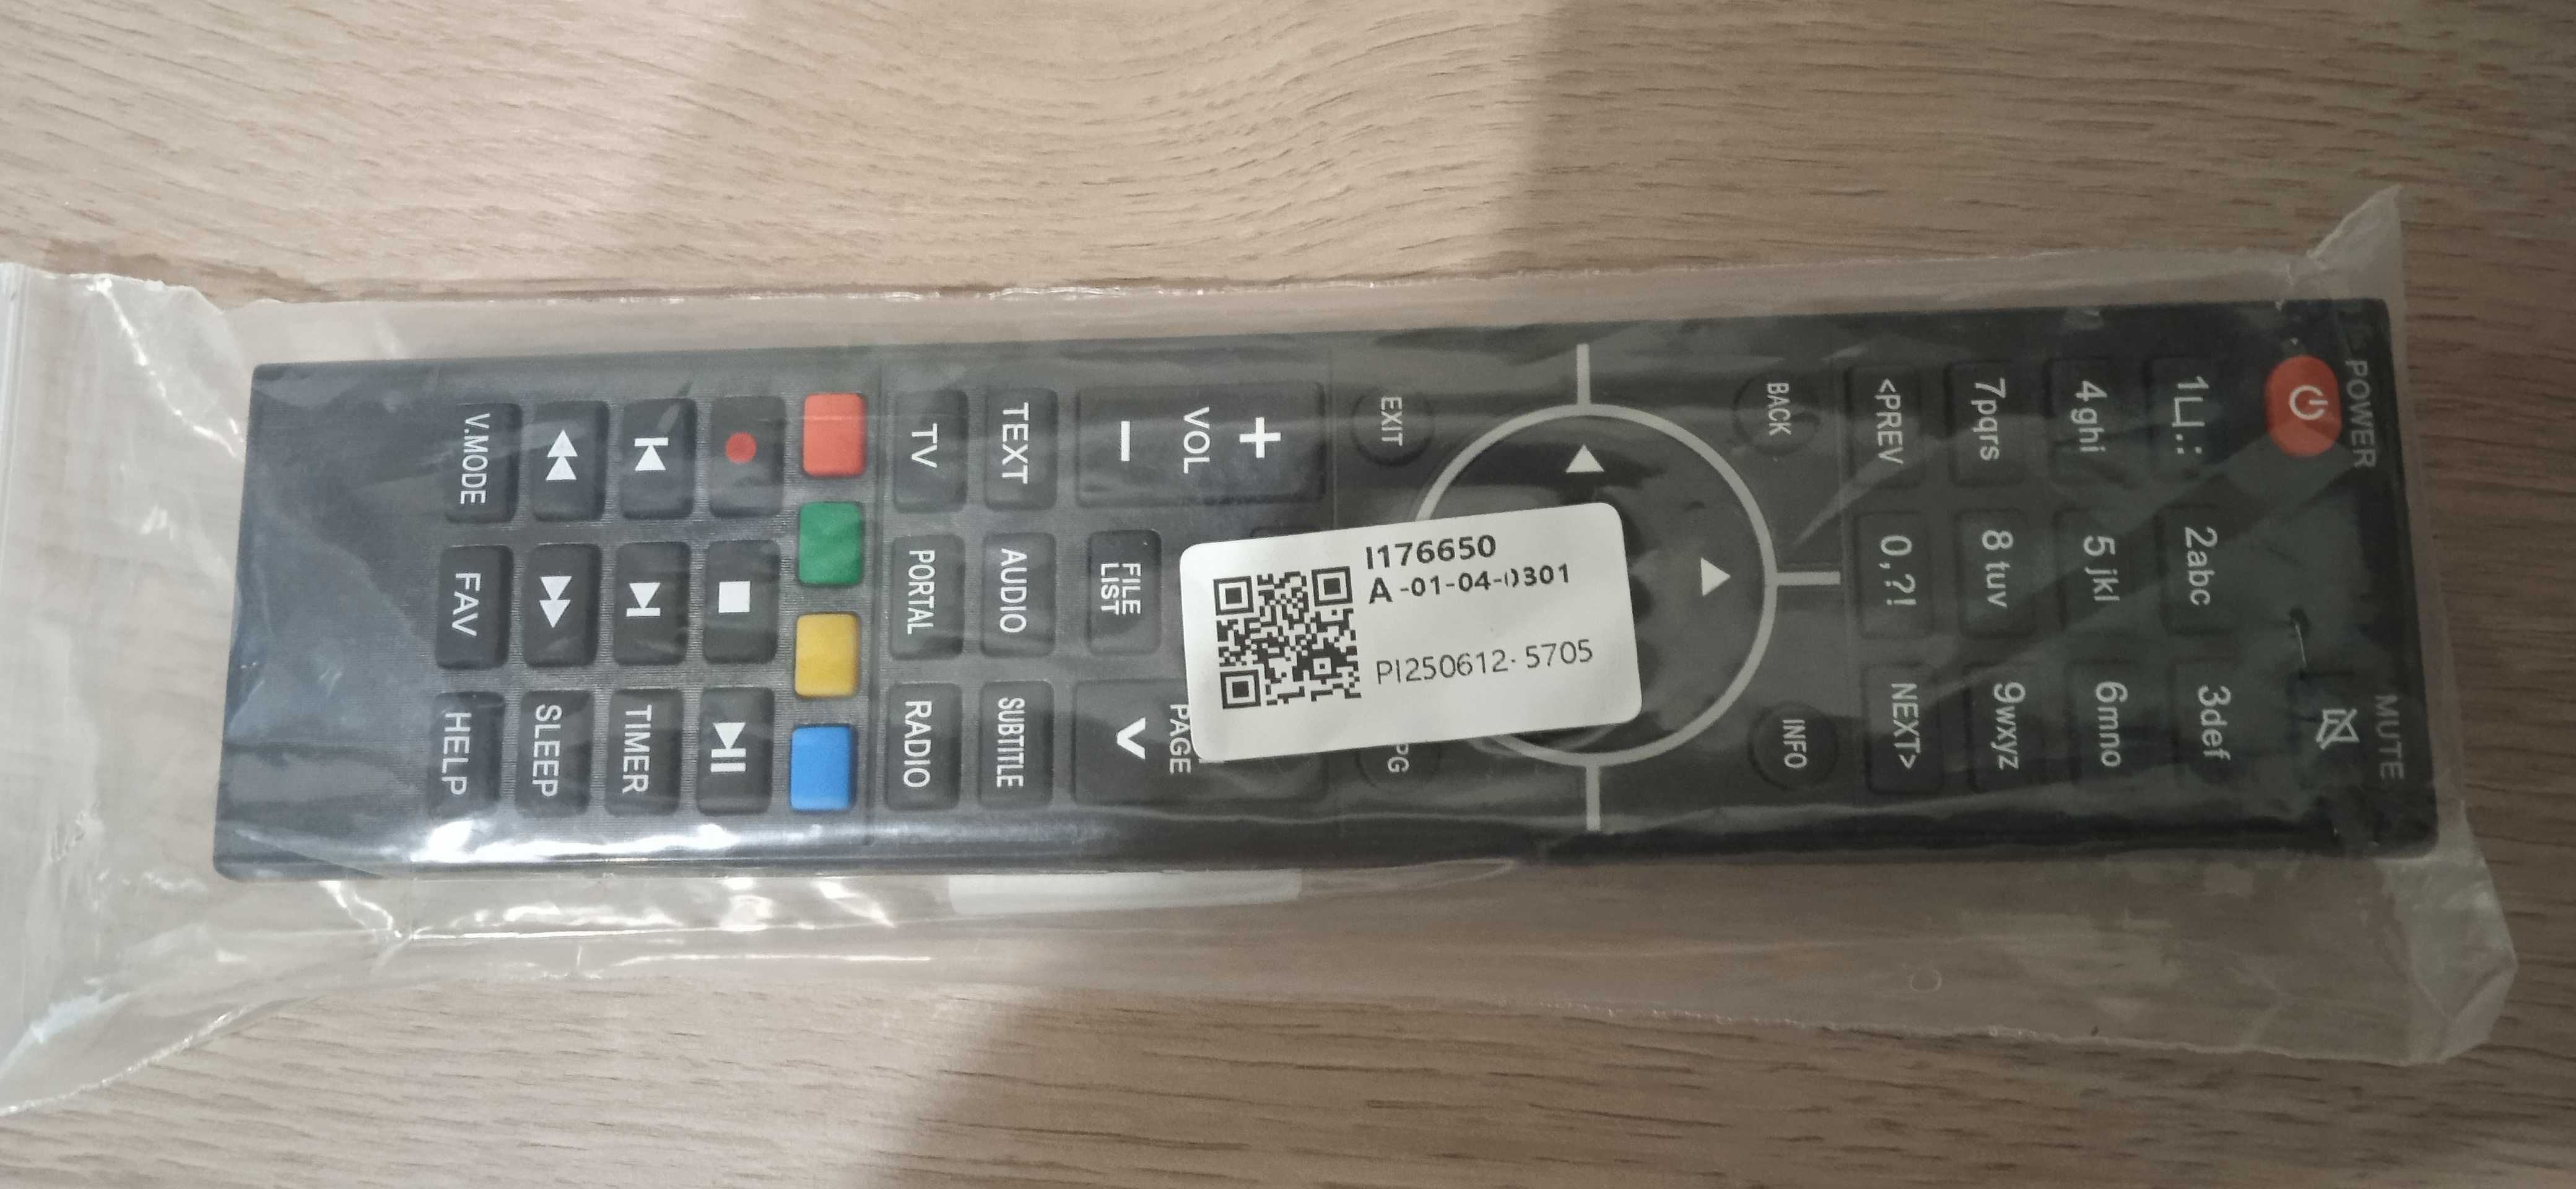 POWER
MUTE
1⊔.:
2abc
3def
4ghi
5jkl
6mno
7pqrs
8tuv
9wxyz
<PREV
0,?!
NEXT>
BACK
INFO
EXIT
PG
+
VOL
−
PAGE
FILE
LIST
TEXT
AUDIO
SUBTITLE
TV
PORTAL
RADIO
TIMER
SLEEP
V.MODE
FAV
HELP
I176650
A-01-04-0301
PI250612-5705